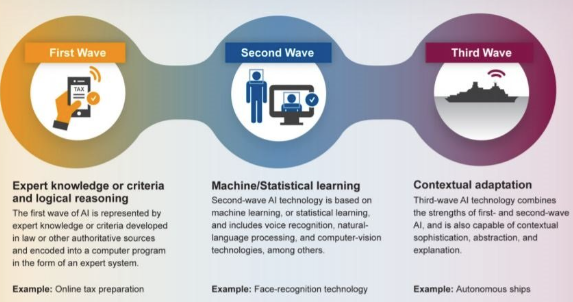 First Wave
TAX
Expert knowledge or criteria
and logical reasoning
The first wave of AI is represented by
expert knowledge or criteria developed
in law or other authoritative sources
and encoded into a computer program
in the form of an expert system.
Example: Online tax preparation
Second Wave
Machine/Statistical learning
Second-wave AI technology is based on
machine learning, or statistical learning,
and includes voice recognition, natural-
language processing, and computer-vision
technologies, among others.
Example: Face-recognition technology
Third Wave
Contextual adaptation
Third-wave AI technology combines
the strengths of first- and second-wave
AI, and is also capable of contextual
sophistication, abstraction, and
explanation.
Example: Autonomous ships